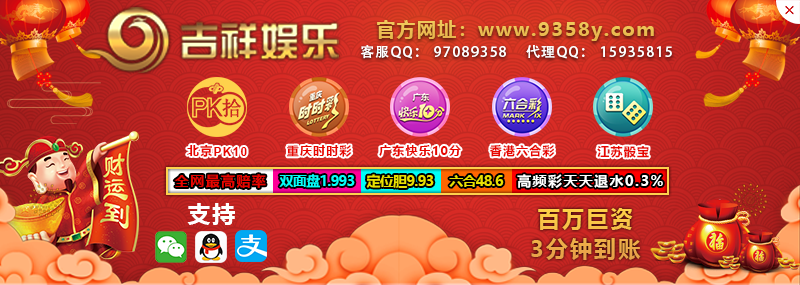 吉祥娱乐
官方网址：www.9358y.com
客服QQ： 97089358 代理QQ： 15935815
PK拾
重庆
时时彩
LOTTERY
广东
快乐10分
六合彩
MARK SIX
北京PK10
重庆时时彩
广东快乐10分
香港六合彩
江苏骰宝
财运到
全网最高赔率 双面盘1.993 定位胆9.93 六合48.6 高频彩天天退水0.3%
支持
支
百万巨资
3分钟到账
福
福